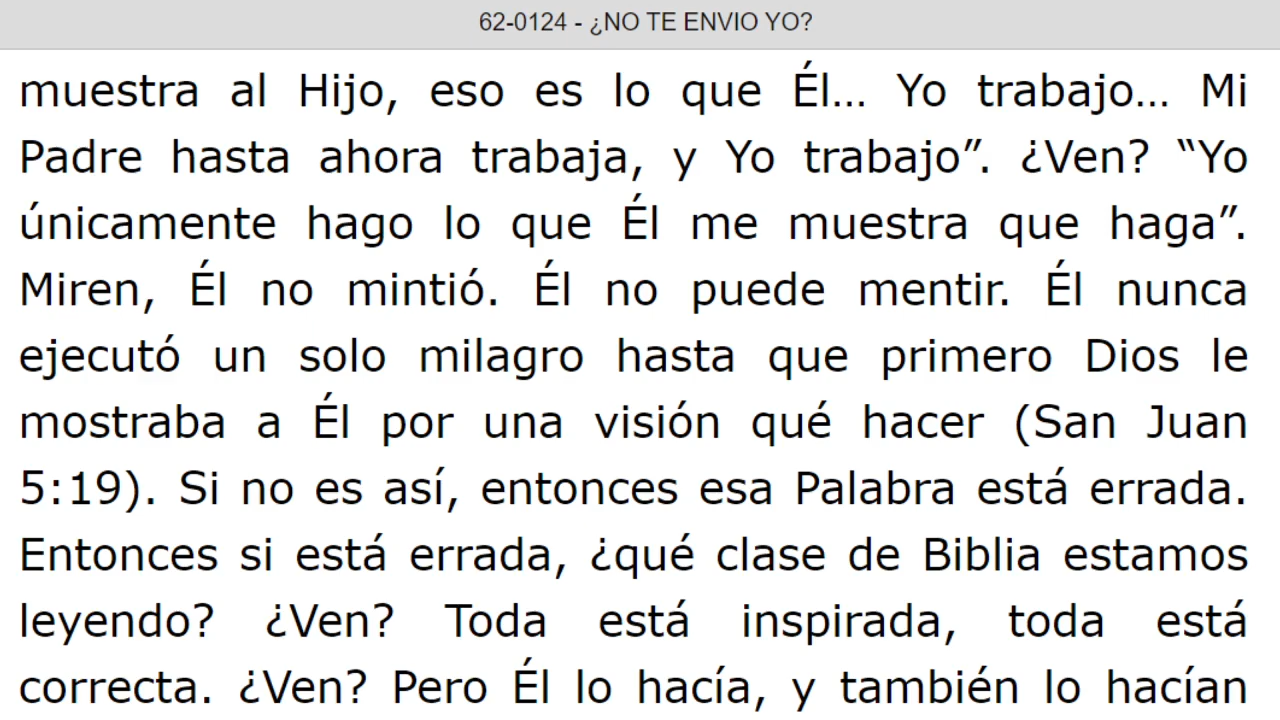 62-0124 - ¿NO TE ENVIO YO?
muestra al Hijo, eso es lo que Él... Yo trabajo... Mi
Padre hasta ahora trabaja, y Yo trabajo”. ¿Ven? “Yo
únicamente hago lo que Él me muestra que haga”.
Miren, Él no mintió. Él no puede mentir. Él nunca
ejecutó un solo milagro hasta que primero Dios le
mostraba a Él por una visión qué hacer (San Juan
5:19). Si no es así, entonces esa Palabra está errada.
Entonces si está errada, ¿qué clase de Biblia estamos
leyendo? ¿Ven? Toda está inspirada, toda está
correcta. ¿Ven? Pero Él lo hacía, y también lo hacían